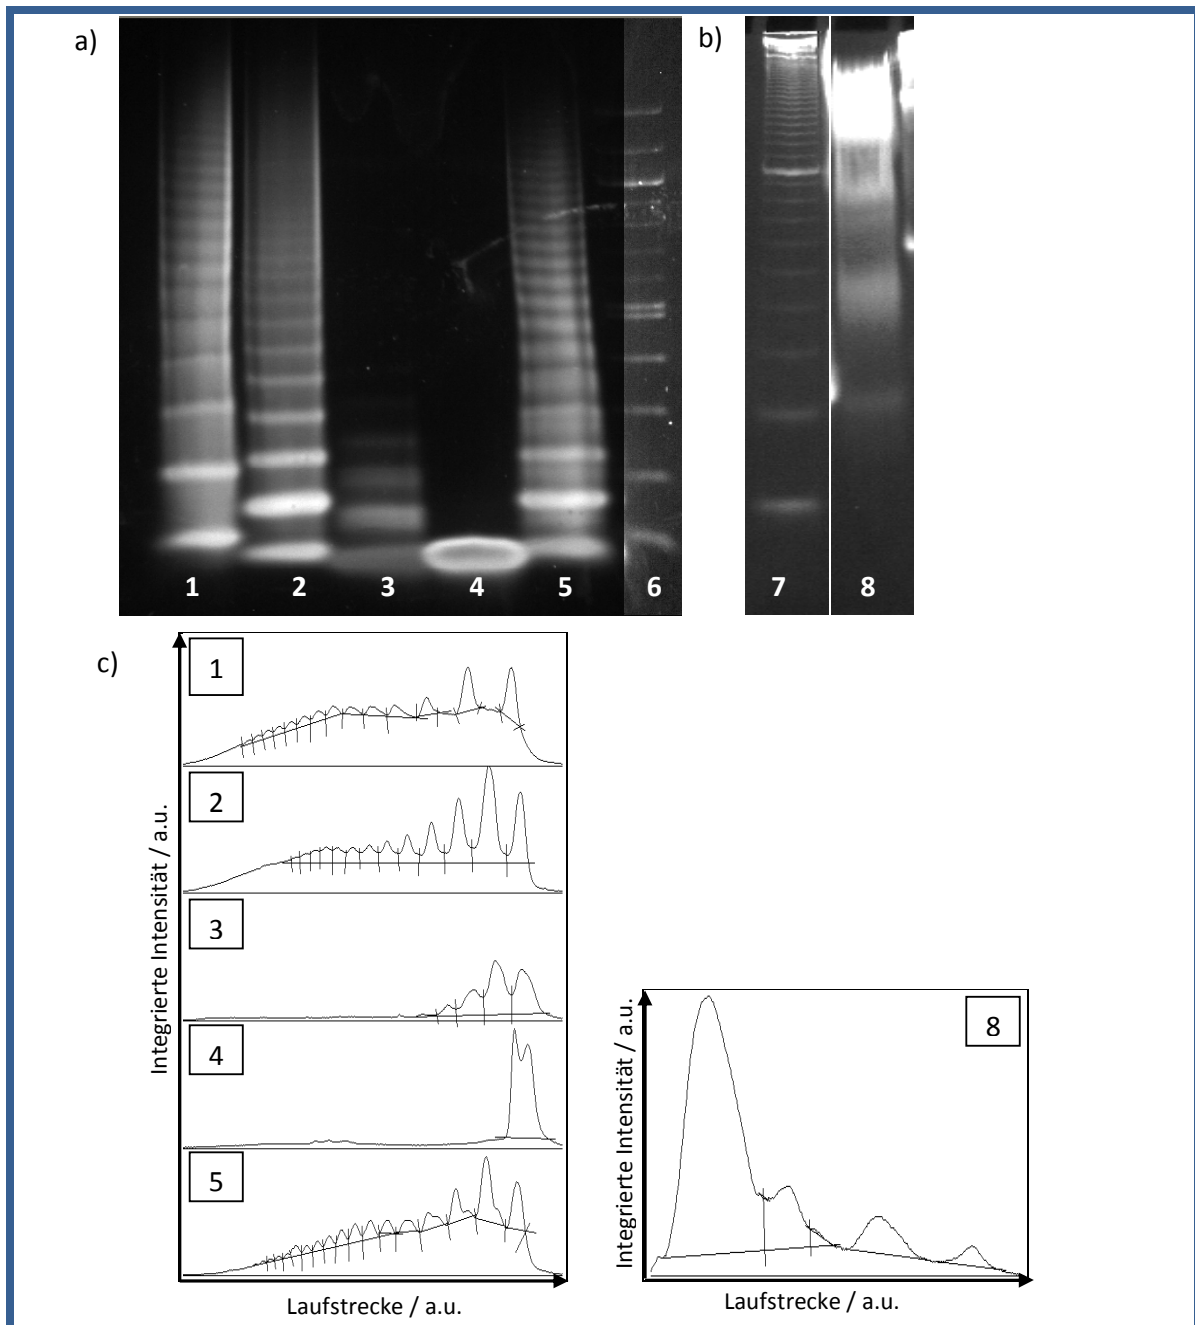 a)
b)
1 2 3 4 5 6
7 8
c)
Integrierte Intensität / a.u.
1
2
3
4
5
Laufstrecke / a.u.
Integrierte Intensität / a.u.
8
Laufstrecke / a.u.